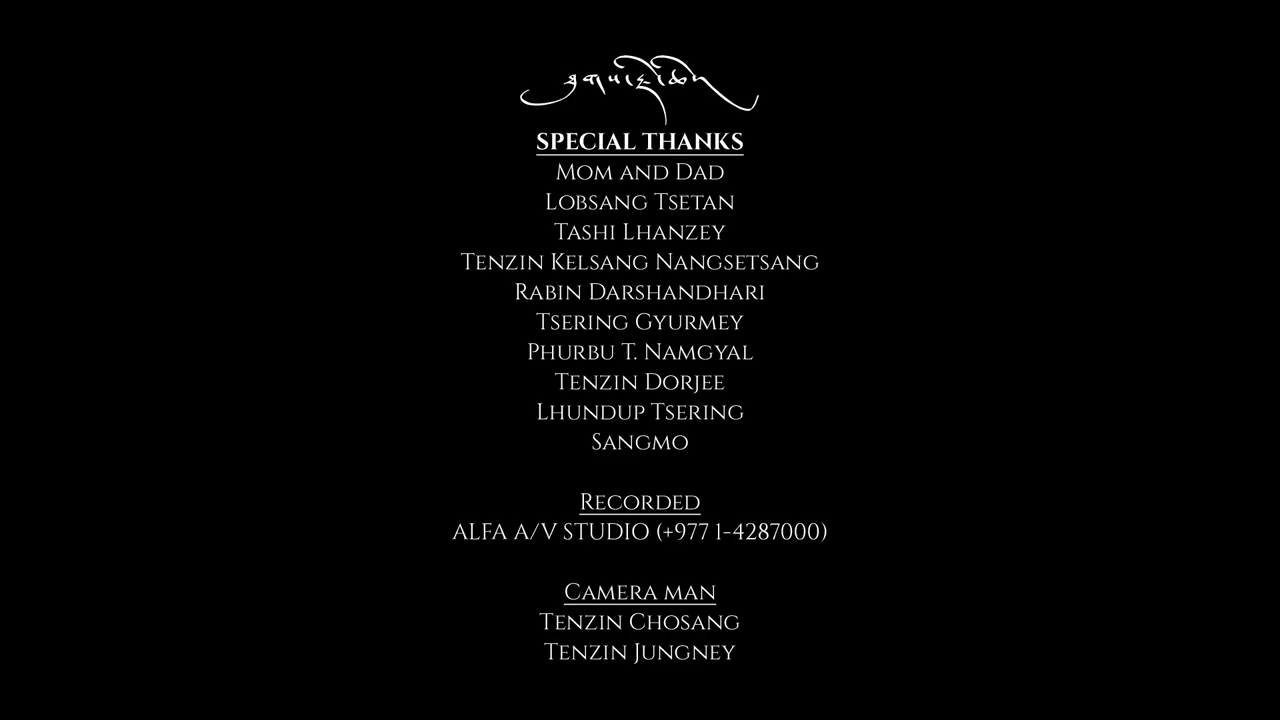 SPECIAL THANKS
MOM AND DAD
LOBSANG TSETAN
TASHI LHANZEY
TENZIN KELSANG NANGSETSANG
RABIN DARSHANDHARI
TSERING GYURMEY
PHURBU T. NAMGYAL
TENZIN DORJEE
LHUNDUP TSERING
SANGMO
RECORDED
ALFA A/V STUDIO (+977 1-4287000)
CAMERA MAN
TENZIN CHOSANG
TENZIN JUNGNEY